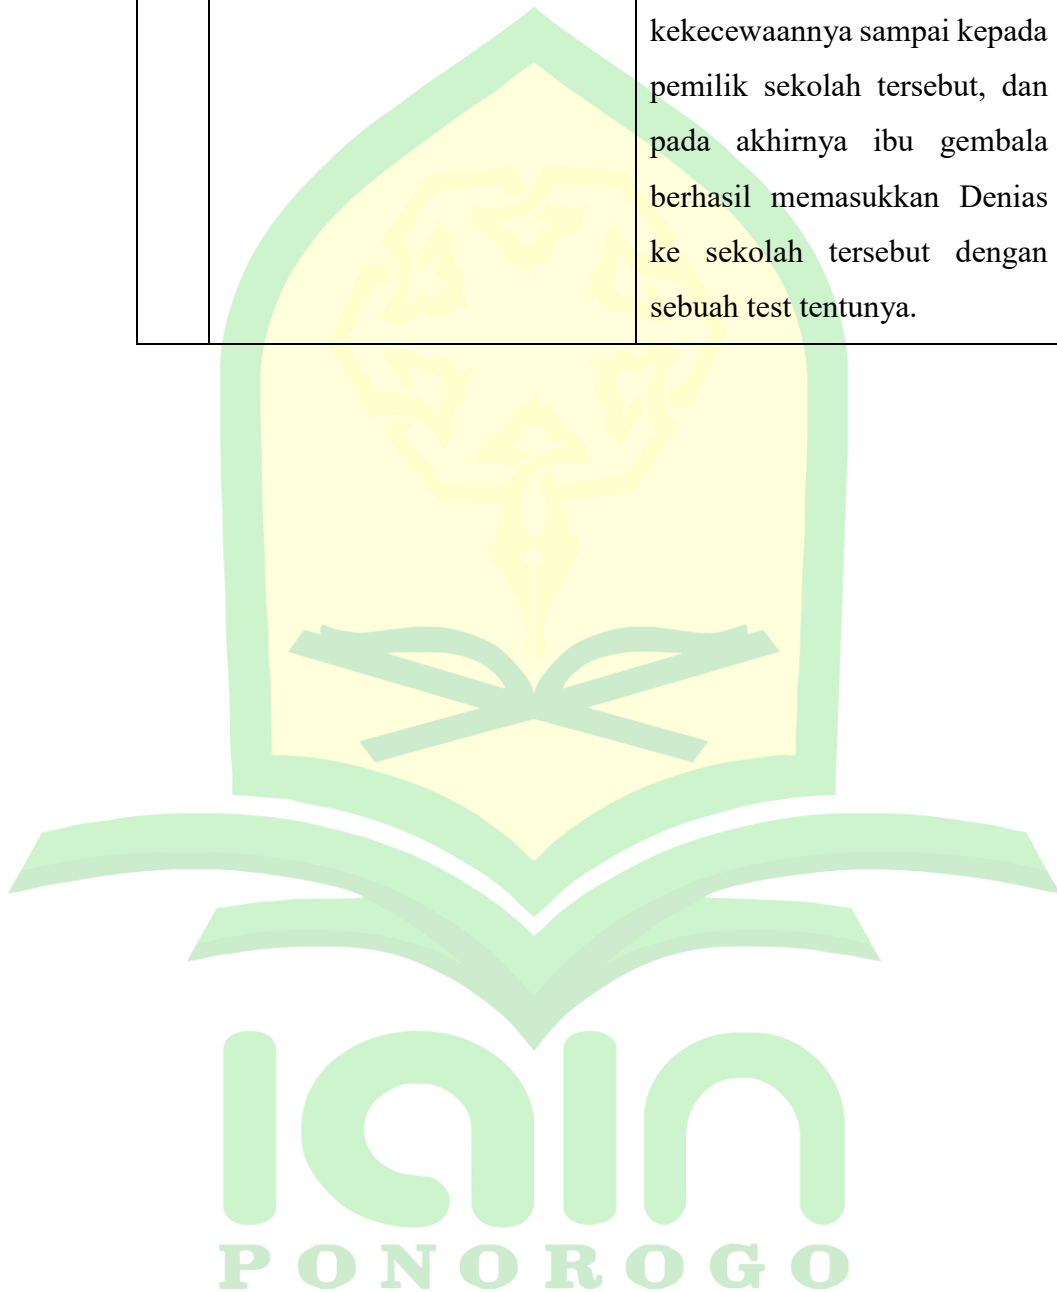 kekecewaannya sampai kepada
pemilik sekolah tersebut, dan
pada akhirnya ibu gembala
berhasil memasukkan Denias
ke sekolah tersebut dengan
sebuah test tentunya.
iain
PONOROGO